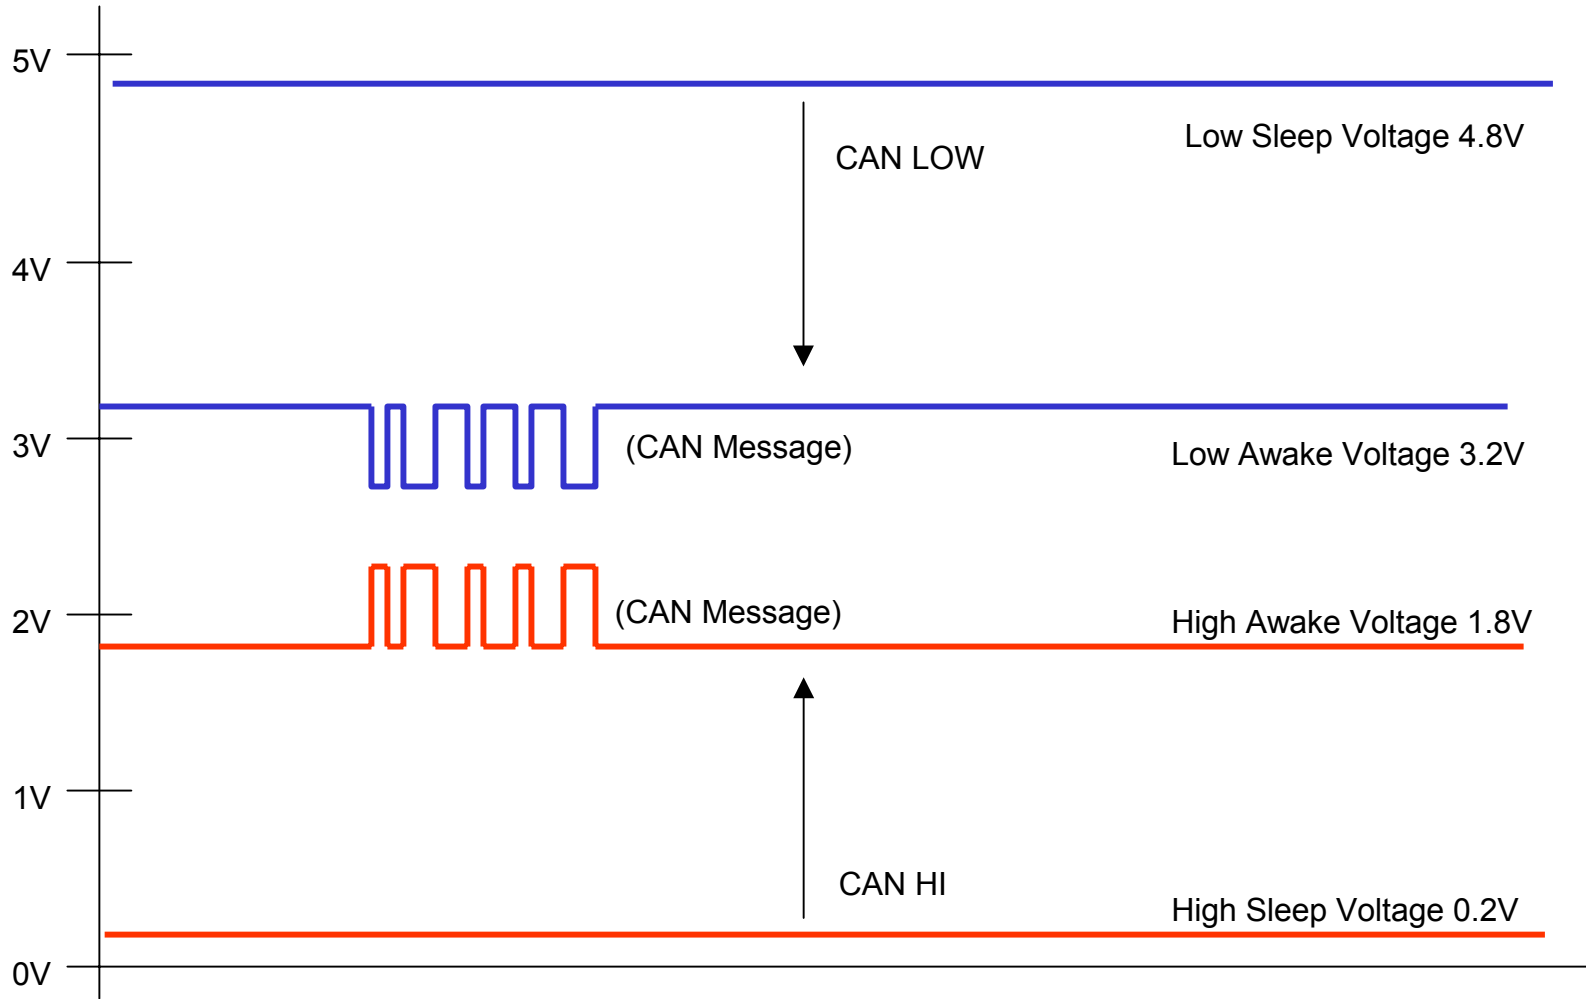 5V
Low Sleep Voltage 4.8V
CAN LOW
4V
3V
(CAN Message)
Low Awake Voltage 3.2V
2V
(CAN Message)
High Awake Voltage 1.8V
1V
CAN HI
High Sleep Voltage 0.2V
0V